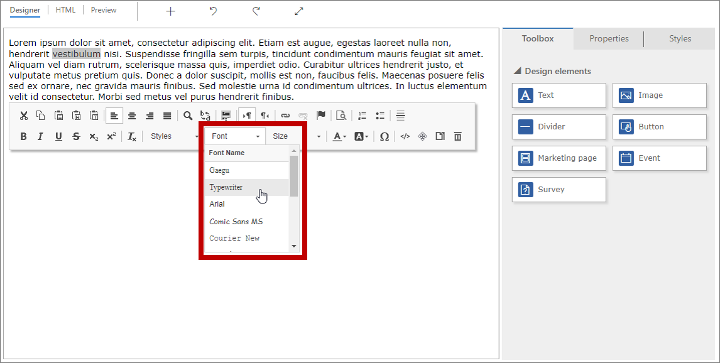 Designer HTML Preview
Lorem ipsum dolor sit amet, consectetur adipiscing elit. Etiam est augue, egestas laoreet nulla non,
hendrerit vestibulum nisi. Suspendisse fringilla sem turpis, tincidunt condimentum mauris feugiat sit amet.
Aliquam vel diam rutrum, scelerisque massa quis, imperdiet odio. Curabitur ultrices hendrerit justo, et
vulputate metus pretium quis. Donec a dolor suscipit, mollis est non, faucibus felis. Maecenas posuere felis
sed ex ornare, nec gravida mauris finibus. Sed molestie urna id condimentum ultrices. In luctus elementum
velit id consectetur. Morbi sed metus vel purus hendrerit finibus.
B I U S x₂ x² Tx Styles Font Size A A Ω
Font Name
Gaegu
Typewriter
Arial
Comic Sans MS
Courier New
Toolbox Properties Styles
Design elements
Text Image
Divider Button
Marketing page Event
Survey